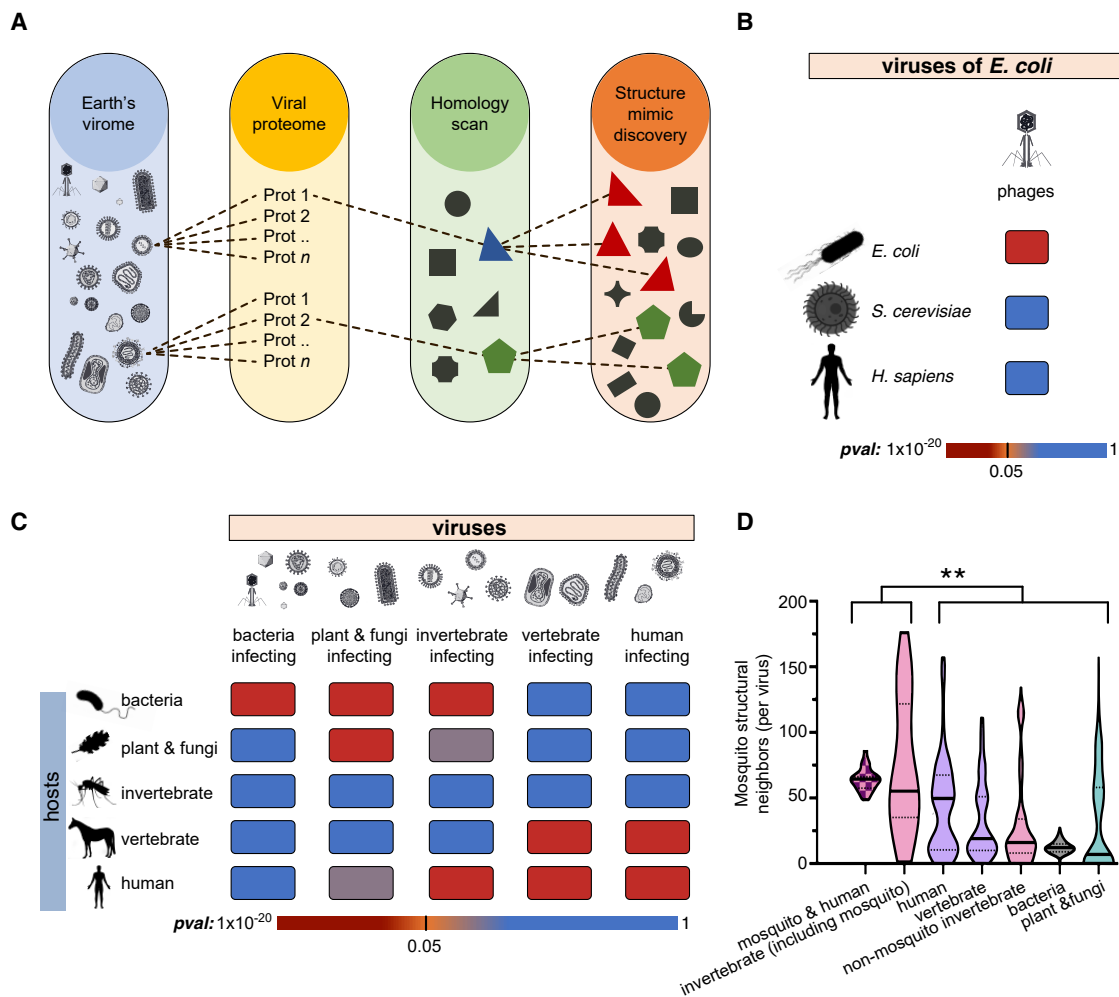 A
Earth's
virome
Viral
proteome
Homology
scan
Structure
mimic
discovery
Prot 1
Prot 2
Prot ..
Prot n
Prot 1
Prot 2
Prot ..
Prot n
B
viruses of E. coli
phages
E. coli
S. cerevisiae
H. sapiens
pval: 1x10-20
1
0.05
C
viruses
bacteria
infecting
plant & fungi
infecting
invertebrate
infecting
vertebrate
infecting
human
infecting
hosts
bacteria
plant & fungi
invertebrate
vertebrate
human
pval: 1x10-20
1
0.05
D
**
Mosquito structural
neighbors (per virus)
200
150
100
50
0
mosquito & human
invertebrate (including mosquito)
human
vertebrate
non-mosquito invertebrate
bacteria
plant &fungi